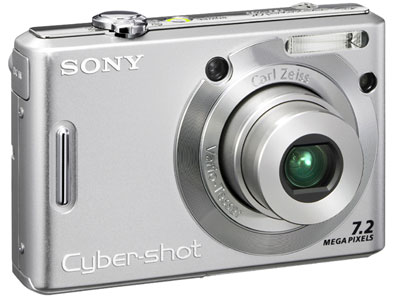 SONY
Carl Zeiss
Vario-Tessar
Cyber-shot
7.2
MEGA PIXELS